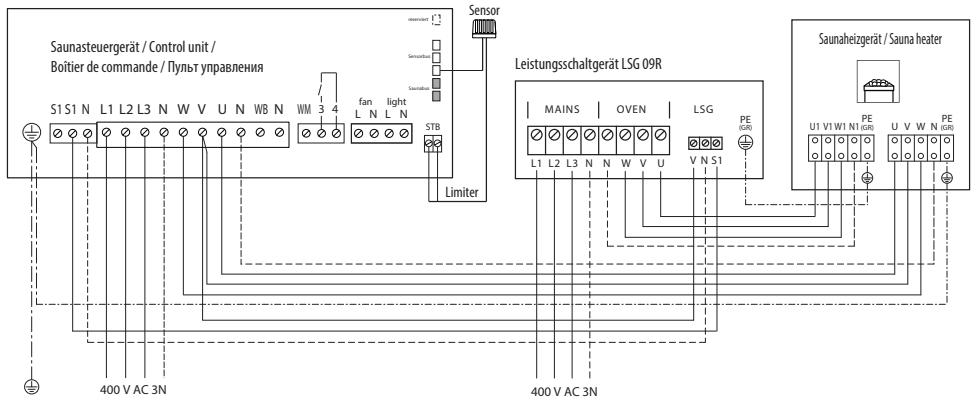 reserviert
Sensor
Sensorbus
Saunabus
Saunasteuergerät / Control unit /
Boîtier de commande / Пульт управления
S1 S1 N L1 L2 L3 N W V U N WB N
WM 3 4
fan light
L N L N
STB
Limiter
400 V AC 3N
Leistungsschaltgerät LSG 09R
MAINS OVEN LSG
PE
(GR)
L1 L2 L3 N N W V U
V N S1
400 V AC 3N
Saunaheizgerät / Sauna heater
U1 V1 W1 N1 PE
(GR)
U V W N PE
(GR)